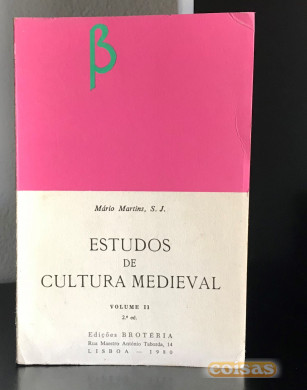 β
Mário Martins, S. J.
ESTUDOS
DE
CULTURA MEDIEVAL
VOLUME II
2.ª ed.
Edições BROTÉRIA
Rua Maestro António Taborda, 14
LISBOA — 1980
coisas